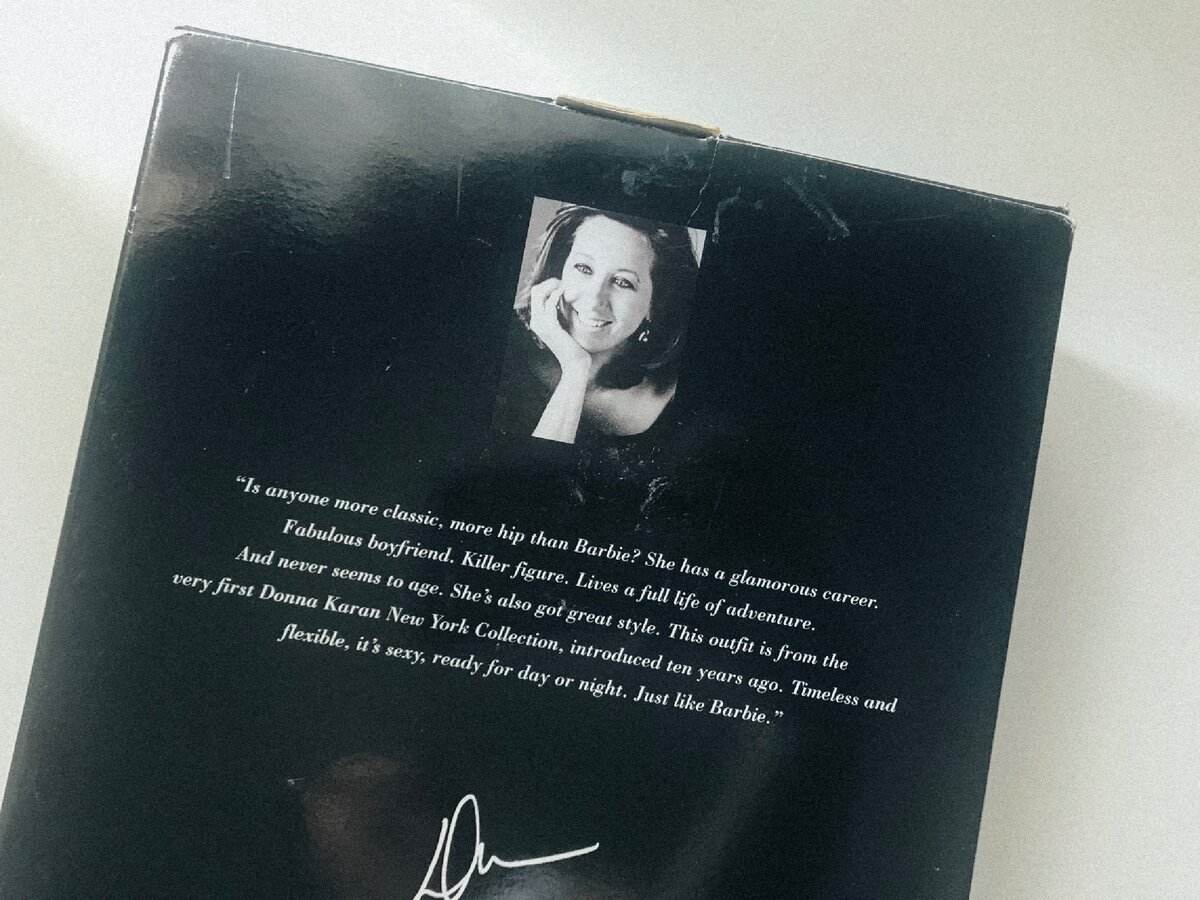 “Is anyone more classic, more hip than Barbie? She has a glamorous career.
Fabulous boyfriend. Killer figure. Lives a full life of adventure.
And never seems to age. She’s also got great style. This outfit is from the
very first Donna Karan New York Collection, introduced ten years ago. Timeless and
flexible, it’s sexy, ready for day or night. Just like Barbie.”